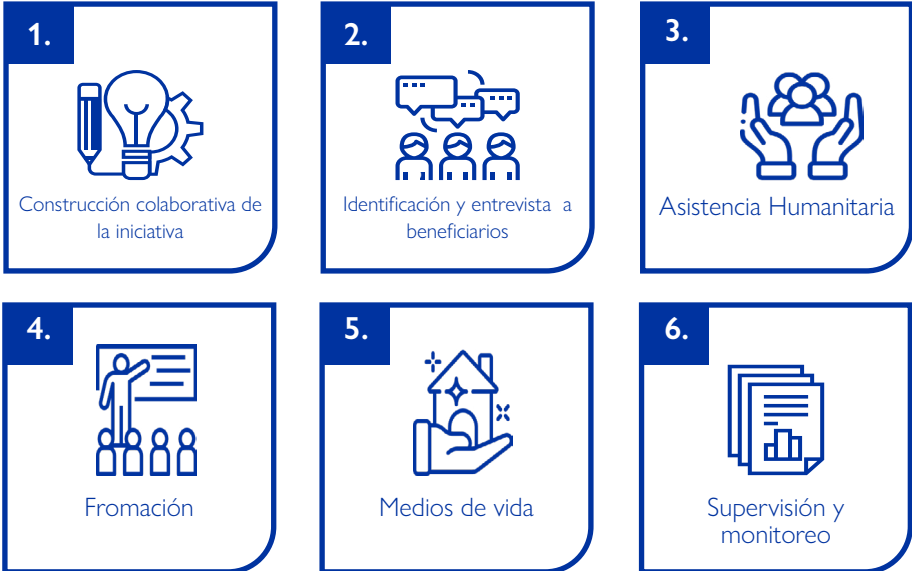 1.
Construcción colaborativa de
la iniciativa
2.
Identificación y entrevista a
beneficiarios
3.
Asistencia Humanitaria
4.
Fromación
5.
Medios de vida
6.
Supervisión y
monitoreo